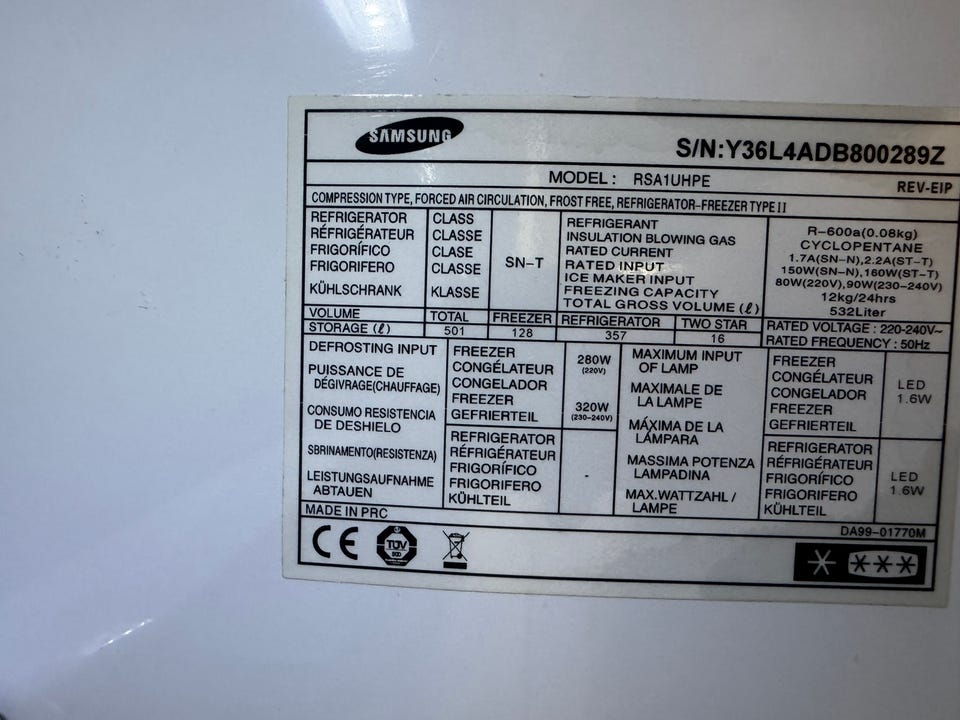 SAMSUNG
S/N:Y36L4ADB800289Z
MODEL : RSA1UHPE
REV-EIP
COMPRESSION TYPE, FORCED AIR CIRCULATION, FROST FREE, REFRIGERATOR-FREEZER TYPE II
REFRIGERATOR
RÉFRIGÉRATEUR
FRIGORÍFICO
FRIGORIFERO
KÜHLSCHRANK
CLASS
CLASSE
CLASE
CLASSE
KLASSE
SN-T
REFRIGERANT
INSULATION BLOWING GAS
RATED CURRENT
RATED INPUT
ICE MAKER INPUT
FREEZING CAPACITY
TOTAL GROSS VOLUME (ℓ)
R-600a(0.08kg)
CYCLOPENTANE
1.7A(SN-N),2.2A(ST-T)
150W(SN-N),160W(ST-T)
80W(220V),90W(230-240V)
12kg/24hrs
532Liter
VOLUME TOTAL FREEZER REFRIGERATOR TWO STAR
STORAGE (ℓ) 501 128 357 16
RATED VOLTAGE : 220-240V~
RATED FREQUENCY : 50Hz
DEFROSTING INPUT
PUISSANCE DE
DÉGIVRAGE(CHAUFFAGE)
CONSUMO RESISTENCIA
DE DESHIELO
SBRINAMENTO(RESISTENZA)
LEISTUNGSAUFNAHME
ABTAUEN
FREEZER
CONGÉLATEUR
CONGELADOR
FREEZER
GEFRIERTEIL
280W
(220V)
320W
(230-240V)
REFRIGERATOR
RÉFRIGÉRATEUR
FRIGORÍFICO
FRIGORIFERO
KÜHLTEIL
-
MAXIMUM INPUT
OF LAMP
MAXIMALE DE
LA LAMPE
MÁXIMA DE LA
LÁMPARA
MASSIMA POTENZA
LAMPADINA
MAX.WATTZAHL /
LAMPE
FREEZER
CONGÉLATEUR
CONGELADOR
FREEZER
GEFRIERTEIL
LED
1.6W
REFRIGERATOR
RÉFRIGÉRATEUR
FRIGORÍFICO
FRIGORIFERO
KÜHLTEIL
LED
1.6W
MADE IN PRC
DA99-01770M
CE
TÜV